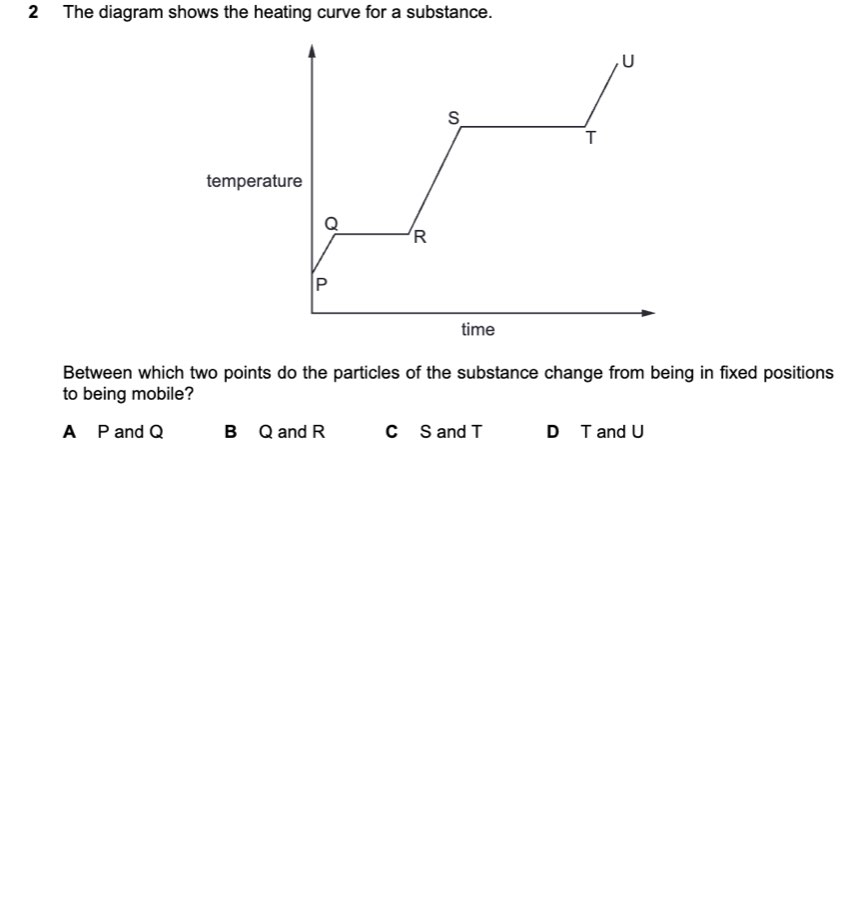 2 The diagram shows the heating curve for a substance.
U
S
T
temperature
Q
R
P
time
Between which two points do the particles of the substance change from being in fixed positions
to being mobile?
A P and Q B Q and R C S and T D T and U